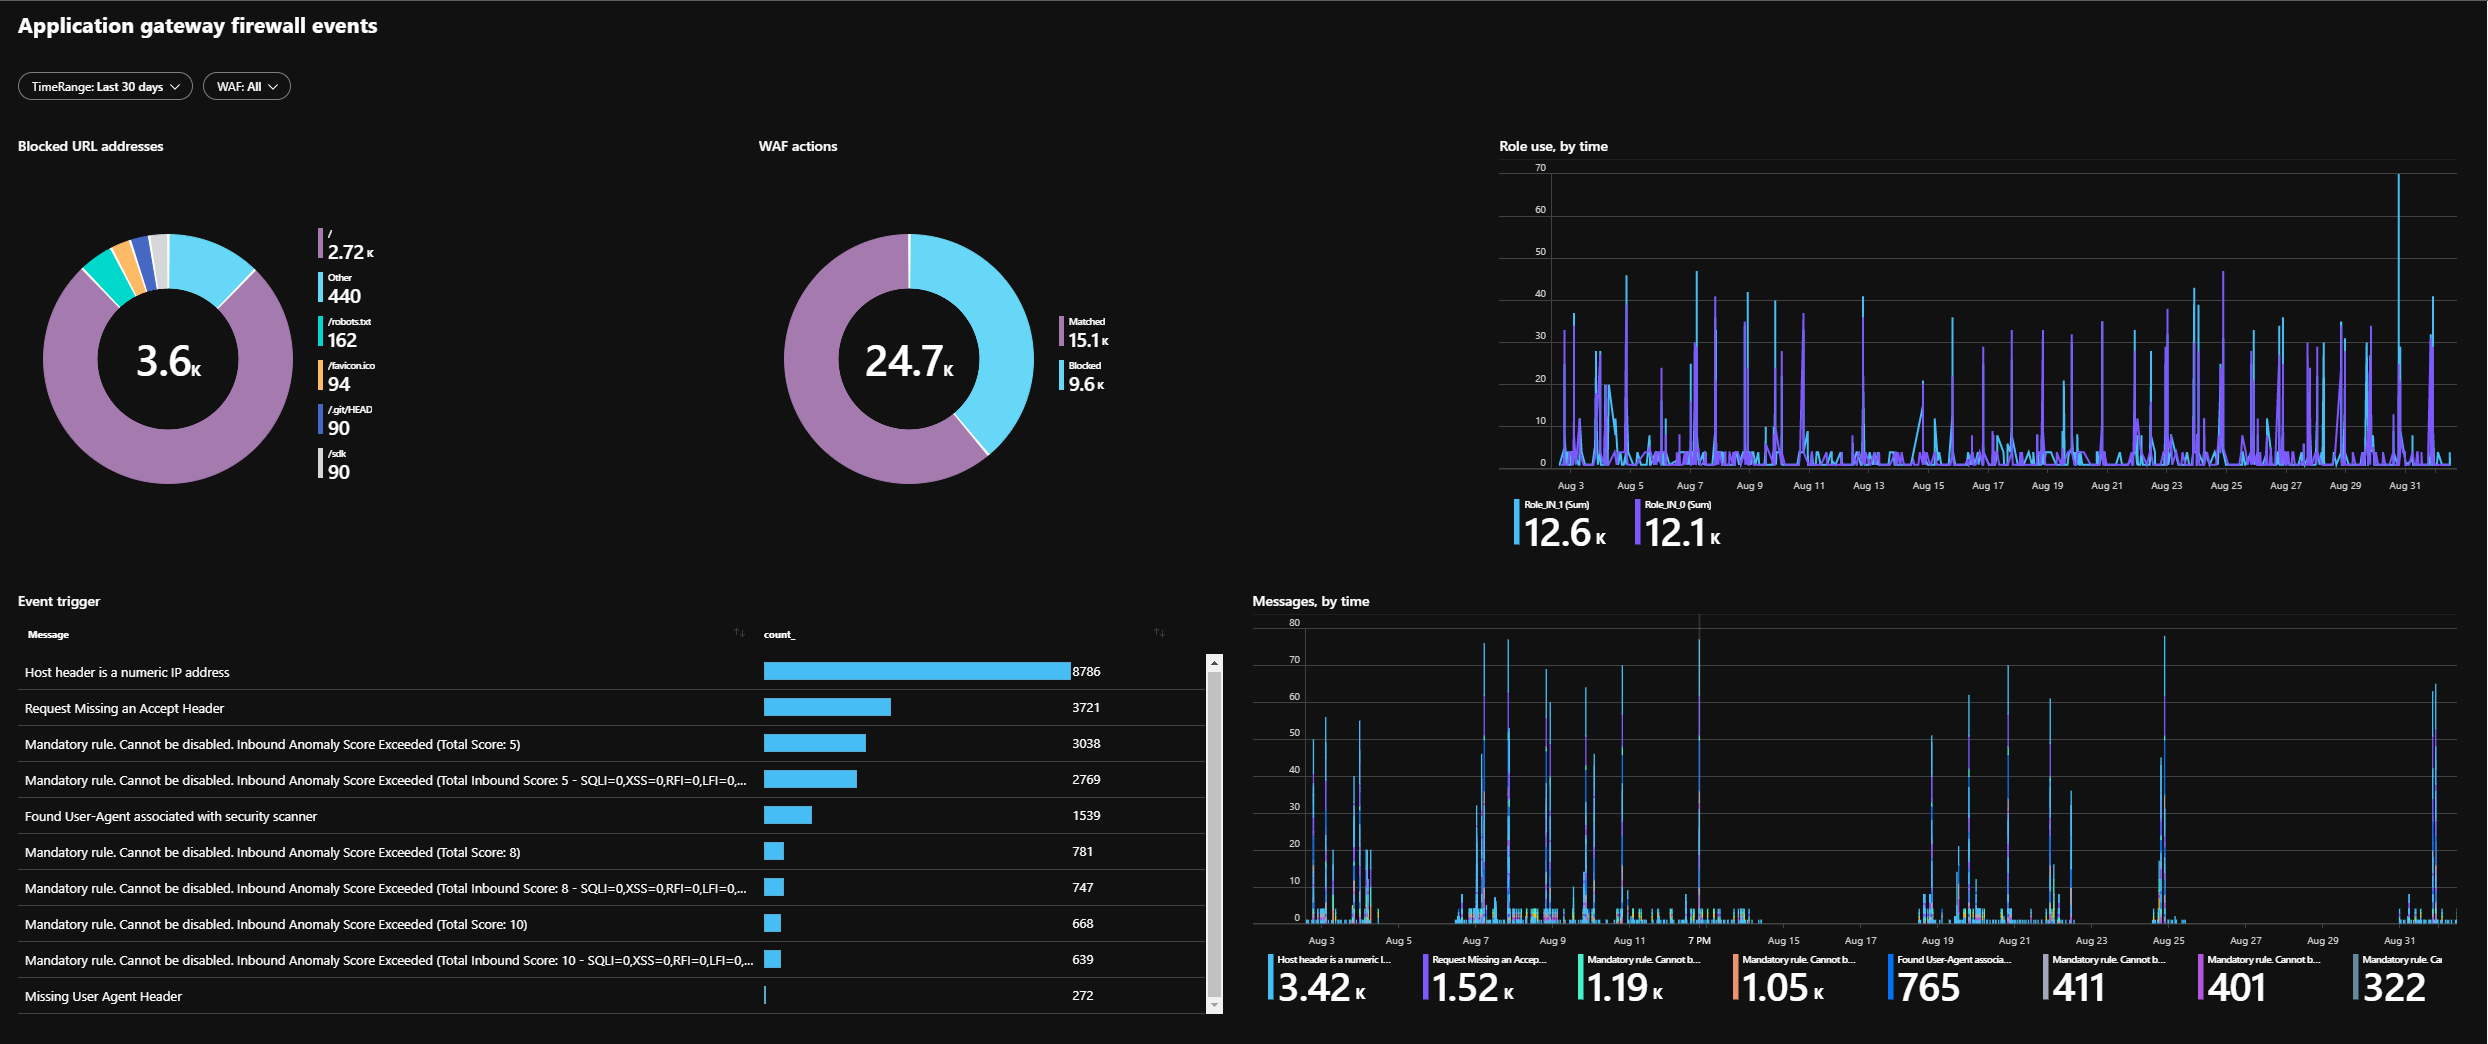 Application gateway firewall events
TimeRange: Last 30 days
WAF: All
Blocked URL addresses
3.6K
/
2.72 K
Other
440
/robots.txt
162
/favicon.ico
94
/.git/HEAD
90
/sdk
90
WAF actions
24.7K
Matched
15.1 K
Blocked
9.6 K
Role use, by time
70
60
50
40
30
20
10
0
Aug 3 Aug 5 Aug 7 Aug 9 Aug 11 Aug 13 Aug 15 Aug 17 Aug 19 Aug 21 Aug 23 Aug 25 Aug 27 Aug 29 Aug 31
Role_IN_1 (Sum)
12.6 K
Role_IN_0 (Sum)
12.1 K
Event trigger
Message count_
Host header is a numeric IP address 8786
Request Missing an Accept Header 3721
Mandatory rule. Cannot be disabled. Inbound Anomaly Score Exceeded (Total Score: 5) 3038
Mandatory rule. Cannot be disabled. Inbound Anomaly Score Exceeded (Total Inbound Score: 5 - SQLI=0,XSS=0,RFI=0,LFI=0,... 2769
Found User-Agent associated with security scanner 1539
Mandatory rule. Cannot be disabled. Inbound Anomaly Score Exceeded (Total Score: 8) 781
Mandatory rule. Cannot be disabled. Inbound Anomaly Score Exceeded (Total Inbound Score: 8 - SQLI=0,XSS=0,RFI=0,LFI=0,... 747
Mandatory rule. Cannot be disabled. Inbound Anomaly Score Exceeded (Total Score: 10) 668
Mandatory rule. Cannot be disabled. Inbound Anomaly Score Exceeded (Total Inbound Score: 10 - SQLI=0,XSS=0,RFI=0,LFI=0,... 639
Missing User Agent Header 272
Messages, by time
80
70
60
50
40
30
20
10
0
Aug 3 Aug 5 Aug 7 Aug 9 Aug 11 7 PM Aug 15 Aug 17 Aug 19 Aug 21 Aug 23 Aug 25 Aug 27 Aug 29 Aug 31
Host header is a numeric I...
3.42 K
Request Missing an Accep...
1.52 K
Mandatory rule. Cannot b...
1.19 K
Mandatory rule. Cannot b...
1.05 K
Found User-Agent associa...
765
Mandatory rule. Cannot b...
411
Mandatory rule. Cannot b...
401
Mandatory rule. Ca
322